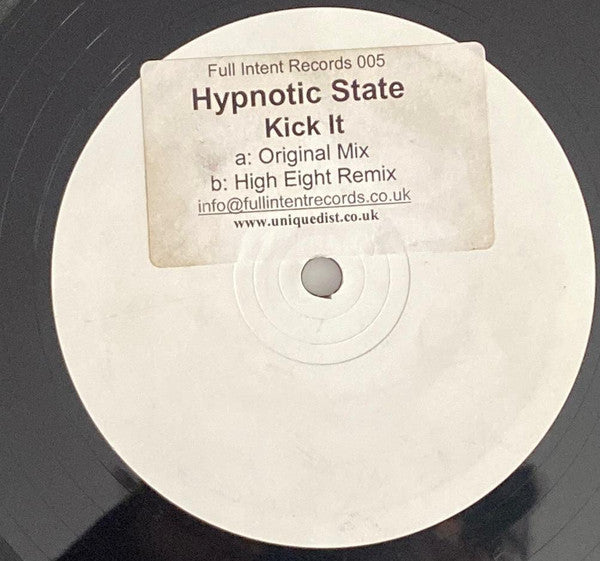 Full Intent Records 005
Hypnotic State
Kick It
a: Original Mix
b: High Eight Remix
info@fullintentrecords.co.uk
www.uniquedist.co.uk